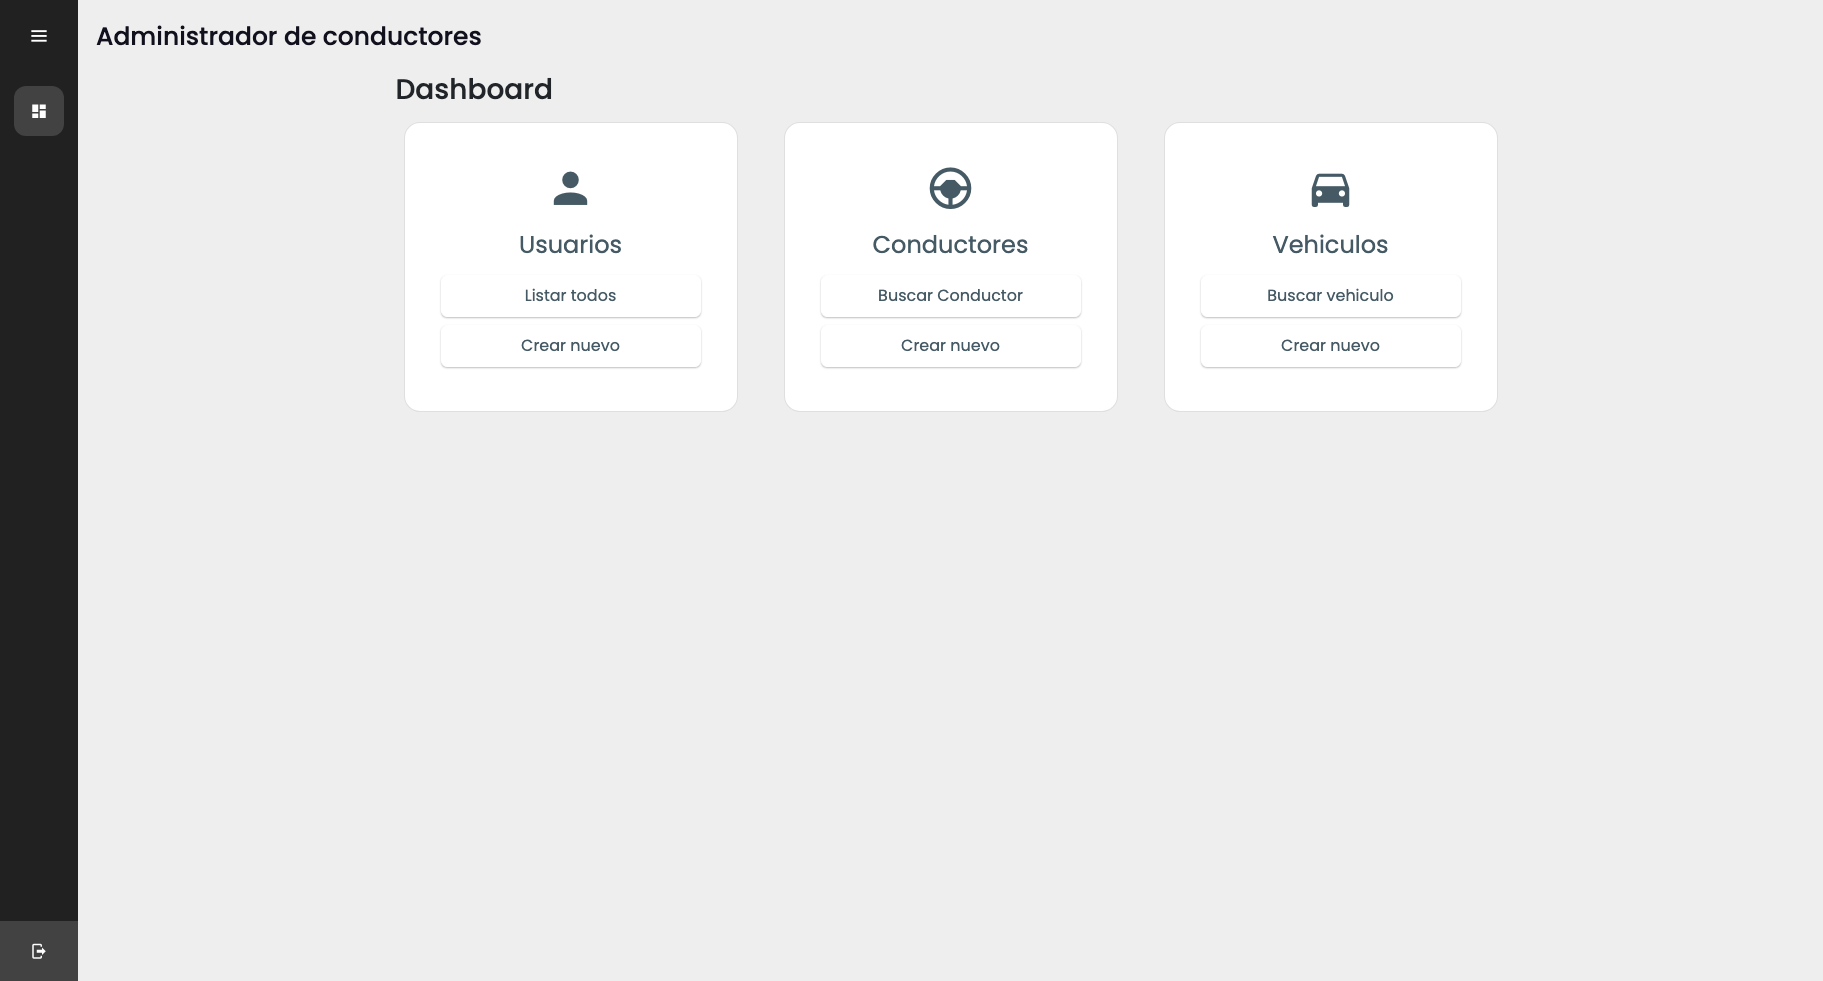 Administrador de conductores
Dashboard
Usuarios
Listar todos
Crear nuevo
Conductores
Buscar Conductor
Crear nuevo
Vehiculos
Buscar vehiculo
Crear nuevo